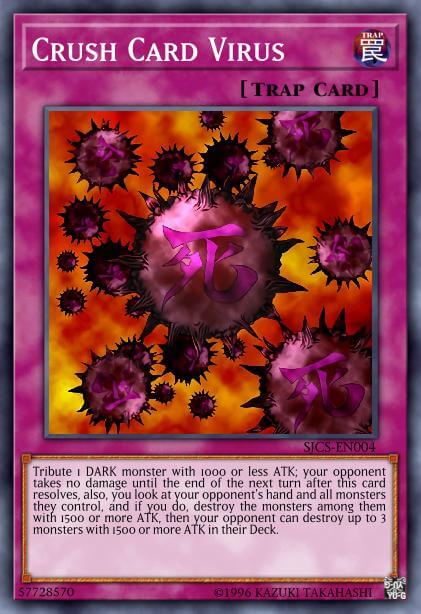 CRUSH CARD VIRUS
TRAP
罠
[TRAP CARD]
死
死
死
死
SJCS-EN004
Tribute 1 DARK monster with 1000 or less ATK; your opponent
takes no damage until the end of the next turn after this card
resolves, also, you look at your opponent's hand and all monsters
they control, and if you do, destroy the monsters among them
with 1500 or more ATK, then your opponent can destroy up to 3
monsters with 1500 or more ATK in their Deck.
57728570
©1996 KAZUKI TAKAHASHI